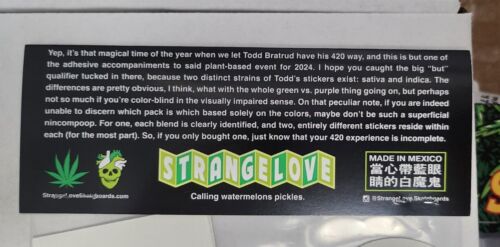 Yep, it's that magical time of the year when we let Todd Bratrud have his 420 way, and this is but one
of the adhesive accompaniments to said plant-based event for 2024. I hope you caught the big "but"
qualifier tucked in there, because two distinct strains of Todd's stickers exist: sativa and indica. The
differences are pretty obvious, I think, what with the whole green vs. purple thing going on, but perhaps
not so much if you're color-blind in the visually impaired sense. On that peculiar note, if you are indeed
unable to discern which pack is which based solely on the colors, maybe don't be such a superficial
nincompoop. For one, each blend is clearly identified, and two, entirely different stickers reside within
each (for the most part). So, if you only bought one, just know that your 420 experience is incomplete.
STRANGELOVE
Calling watermelons pickles.
StrangeLoveSkateboards.com
MADE IN MEXICO
當心帶藍眼
睛的白魔鬼
@StrangeLove.Skateboards